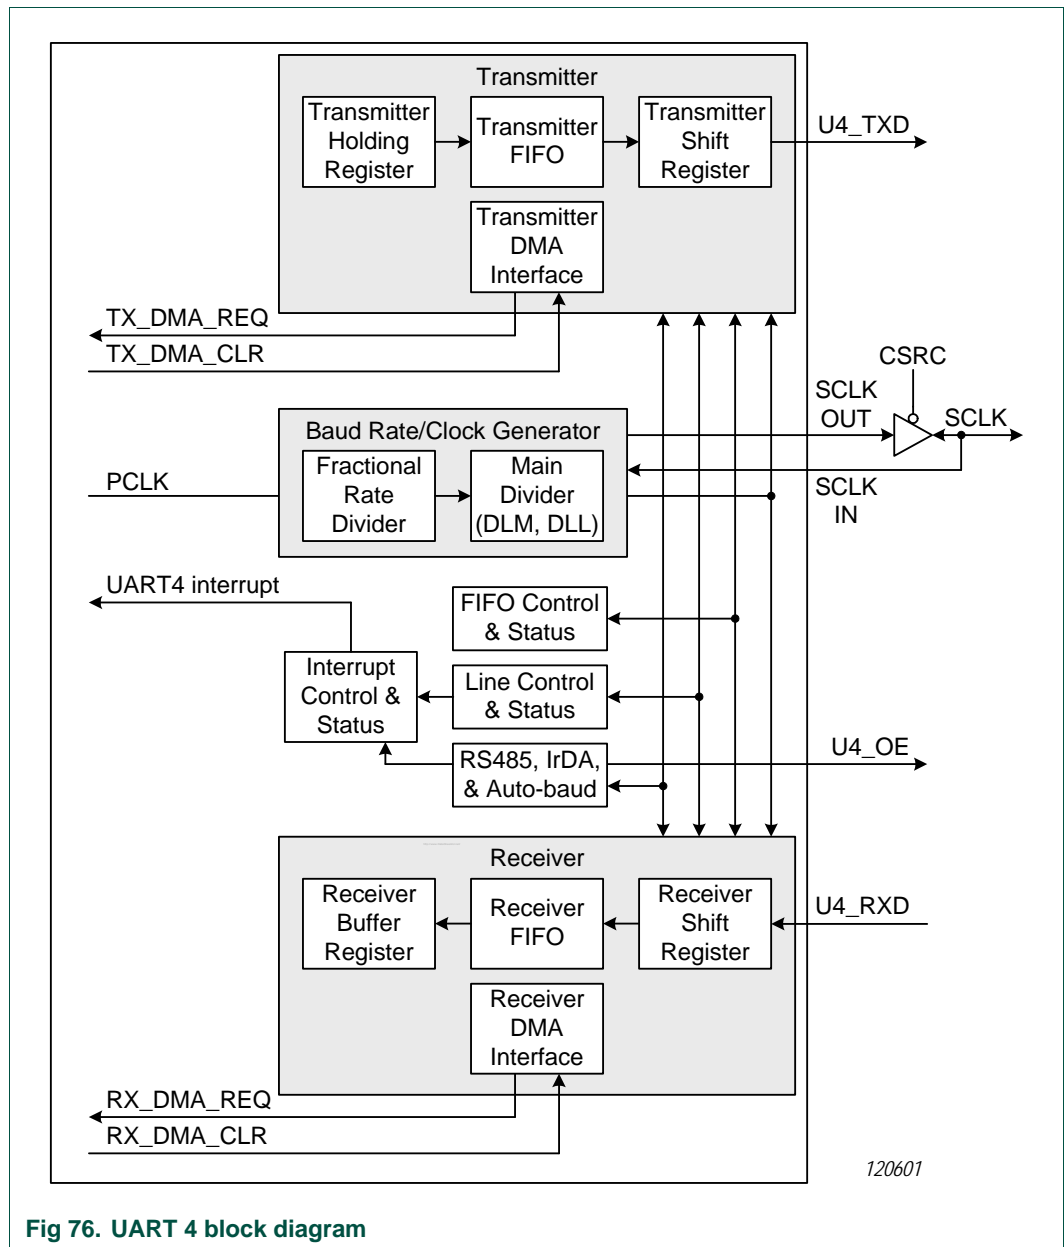 Transmitter
Transmitter
Holding
Register
Transmitter
FIFO
Transmitter
Shift
Register
U4_TXD
Transmitter
DMA
Interface
TX_DMA_REQ
TX_DMA_CLR
CSRC
SCLK
OUT
SCLK
Baud Rate/Clock Generator
PCLK
Fractional
Rate
Divider
Main
Divider
(DLM, DLL)
SCLK
IN
UART4 interrupt
FIFO Control
& Status
Interrupt
Control &
Status
Line Control
& Status
RS485, IrDA,
& Auto-baud
U4_OE
Receiver
Receiver
Buffer
Register
Receiver
FIFO
Receiver
Shift
Register
U4_RXD
Receiver
DMA
Interface
RX_DMA_REQ
RX_DMA_CLR
120601
Fig 76. UART 4 block diagram